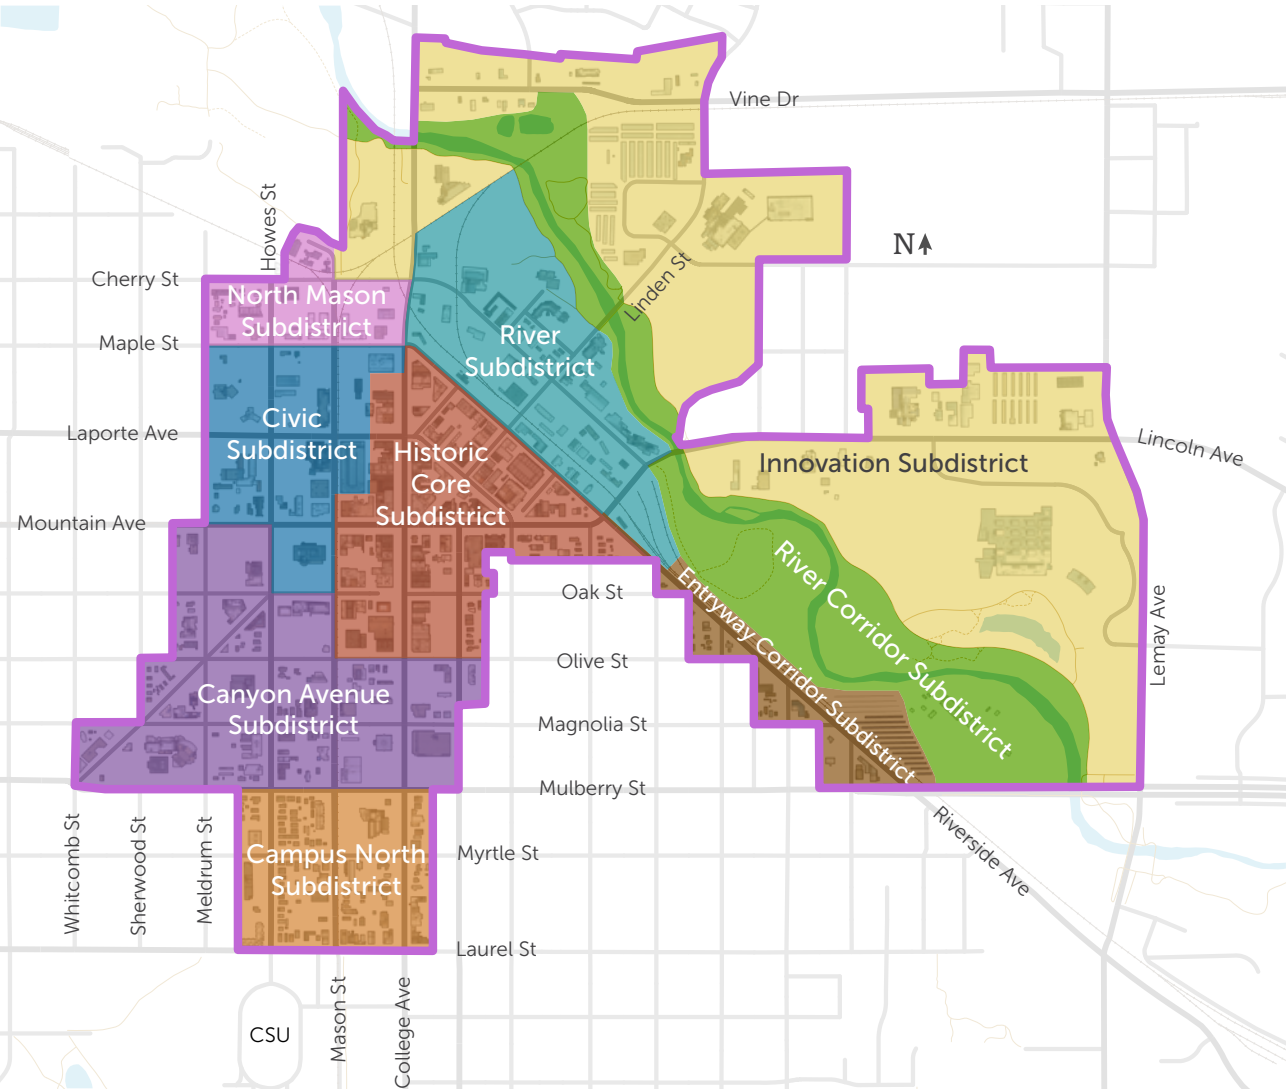 Vine Dr
Howes St
N
Cherry St
Linden St
North Mason
Subdistrict
River
Subdistrict
Maple St
Civic
Subdistrict
Laporte Ave
Historic
Core
Subdistrict
Lincoln Ave
Innovation Subdistrict
Mountain Ave
River Corridor Subdistrict
Entryway Corridor Subdistrict
Oak St
Lemay Ave
Olive St
Canyon Avenue
Subdistrict
Magnolia St
Mulberry St
Whitcomb St
Sherwood St
Meldrum St
Campus North
Subdistrict
Myrtle St
Riverside Ave
Laurel St
CSU
Mason St
College Ave